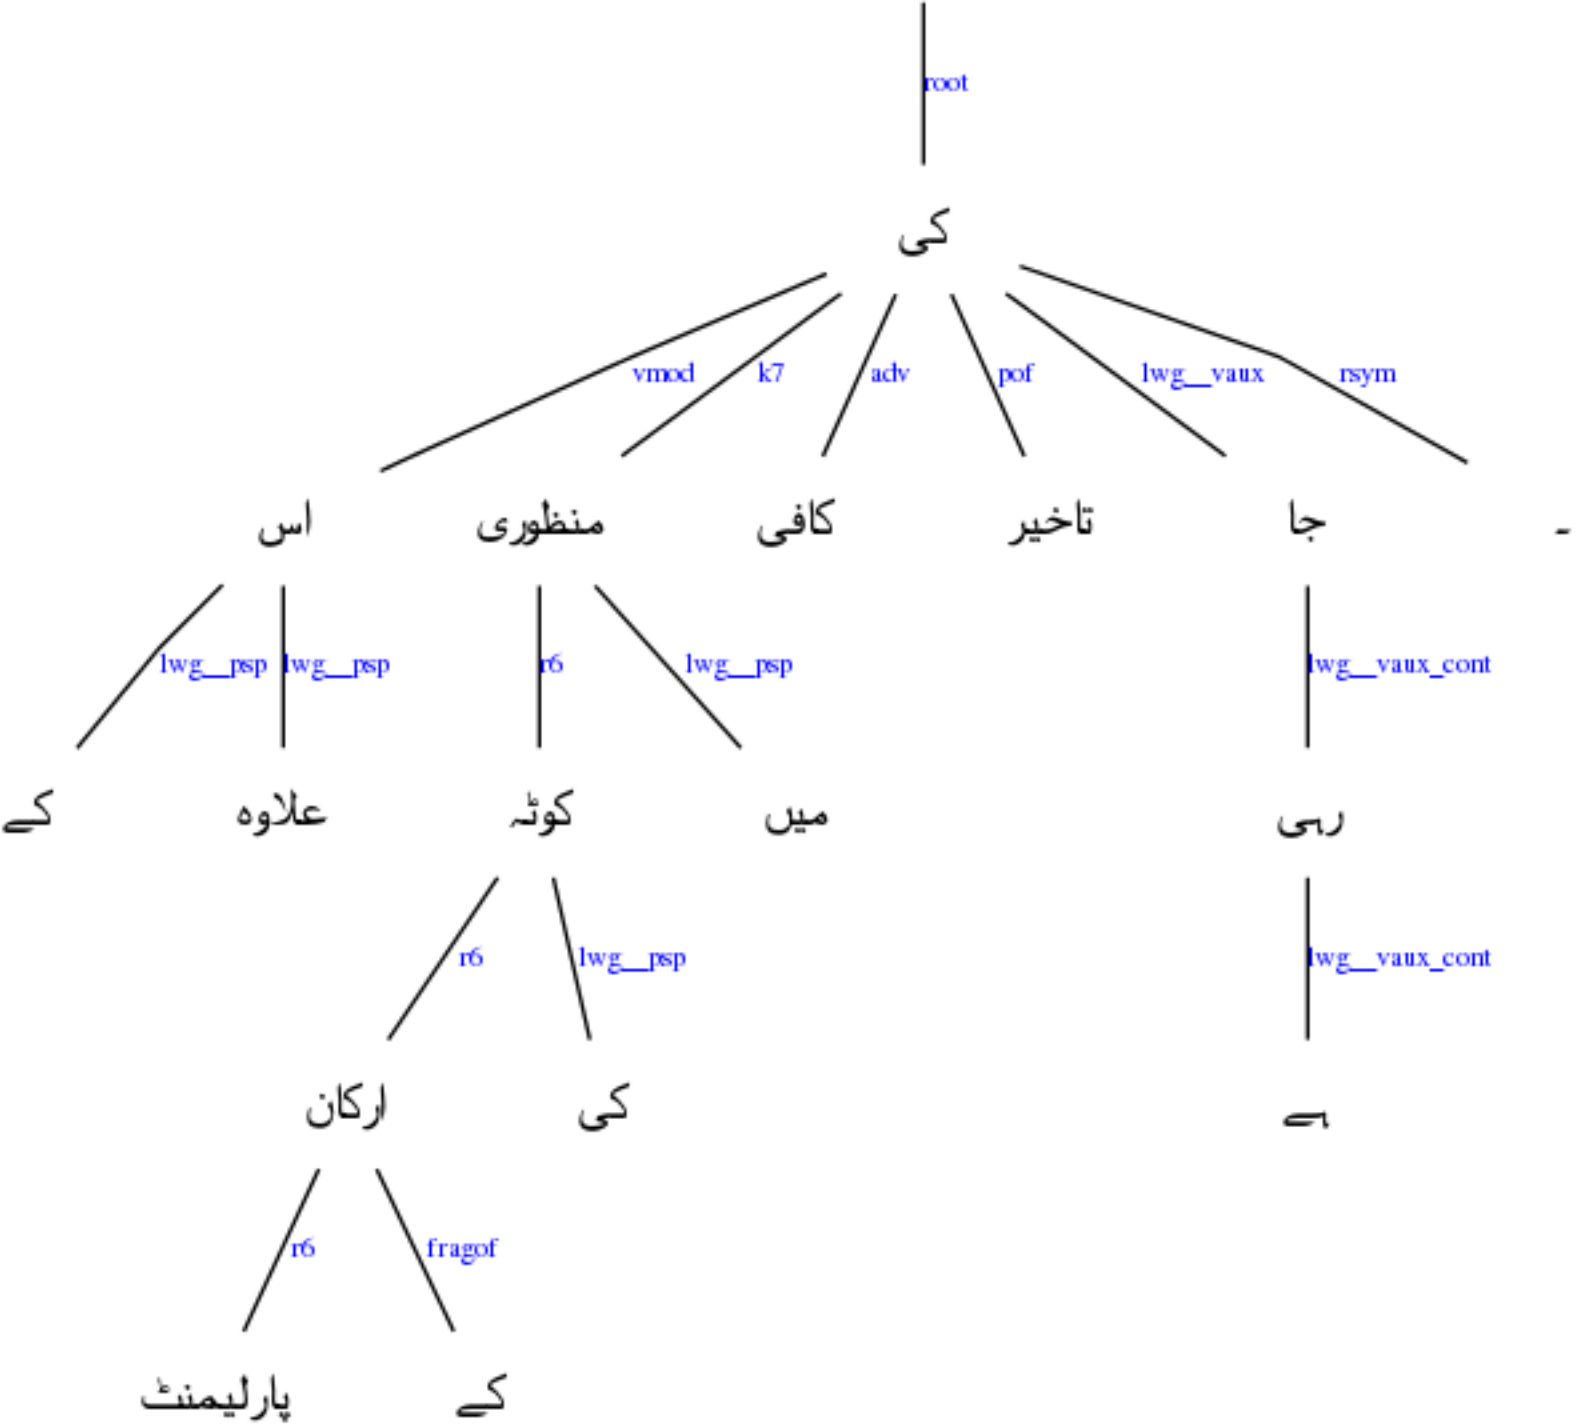 root
کی
vmod k7 adv pof lwg__vaux rsym
اس منظوری کافی تاخیر جا ۔
lwg__psp lwg__psp r6 lwg__psp lwg__vaux_cont
کے علاوہ کوٹہ میں رہی
r6 lwg__psp lwg__vaux_cont
ارکان کی ہے
r6 fragof
پارلیمنٹ کے